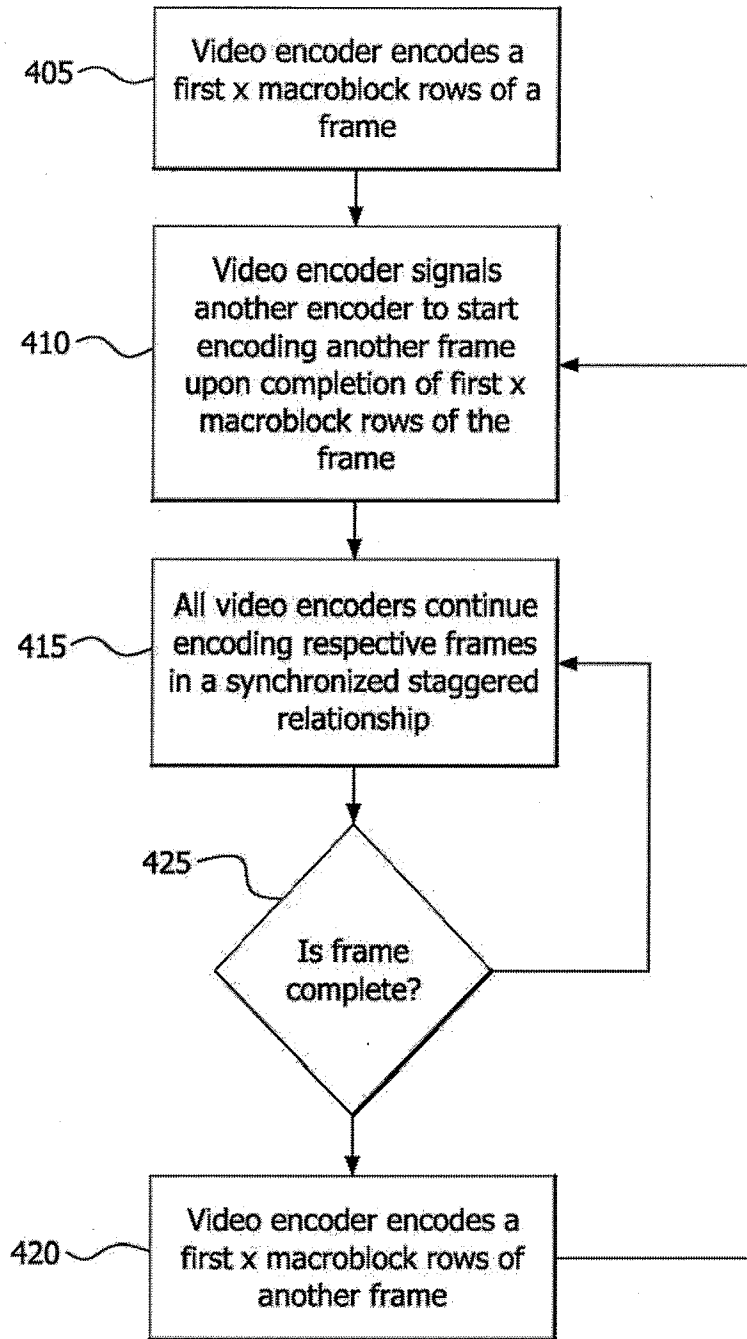 405
Video encoder encodes a
first x macroblock rows of a
frame
410
Video encoder signals
another encoder to start
encoding another frame
upon completion of first x
macroblock rows of the
frame
415
All video encoders continue
encoding respective frames
in a synchronized staggered
relationship
425
Is frame
complete?
420
Video encoder encodes a
first x macroblock rows of
another frame